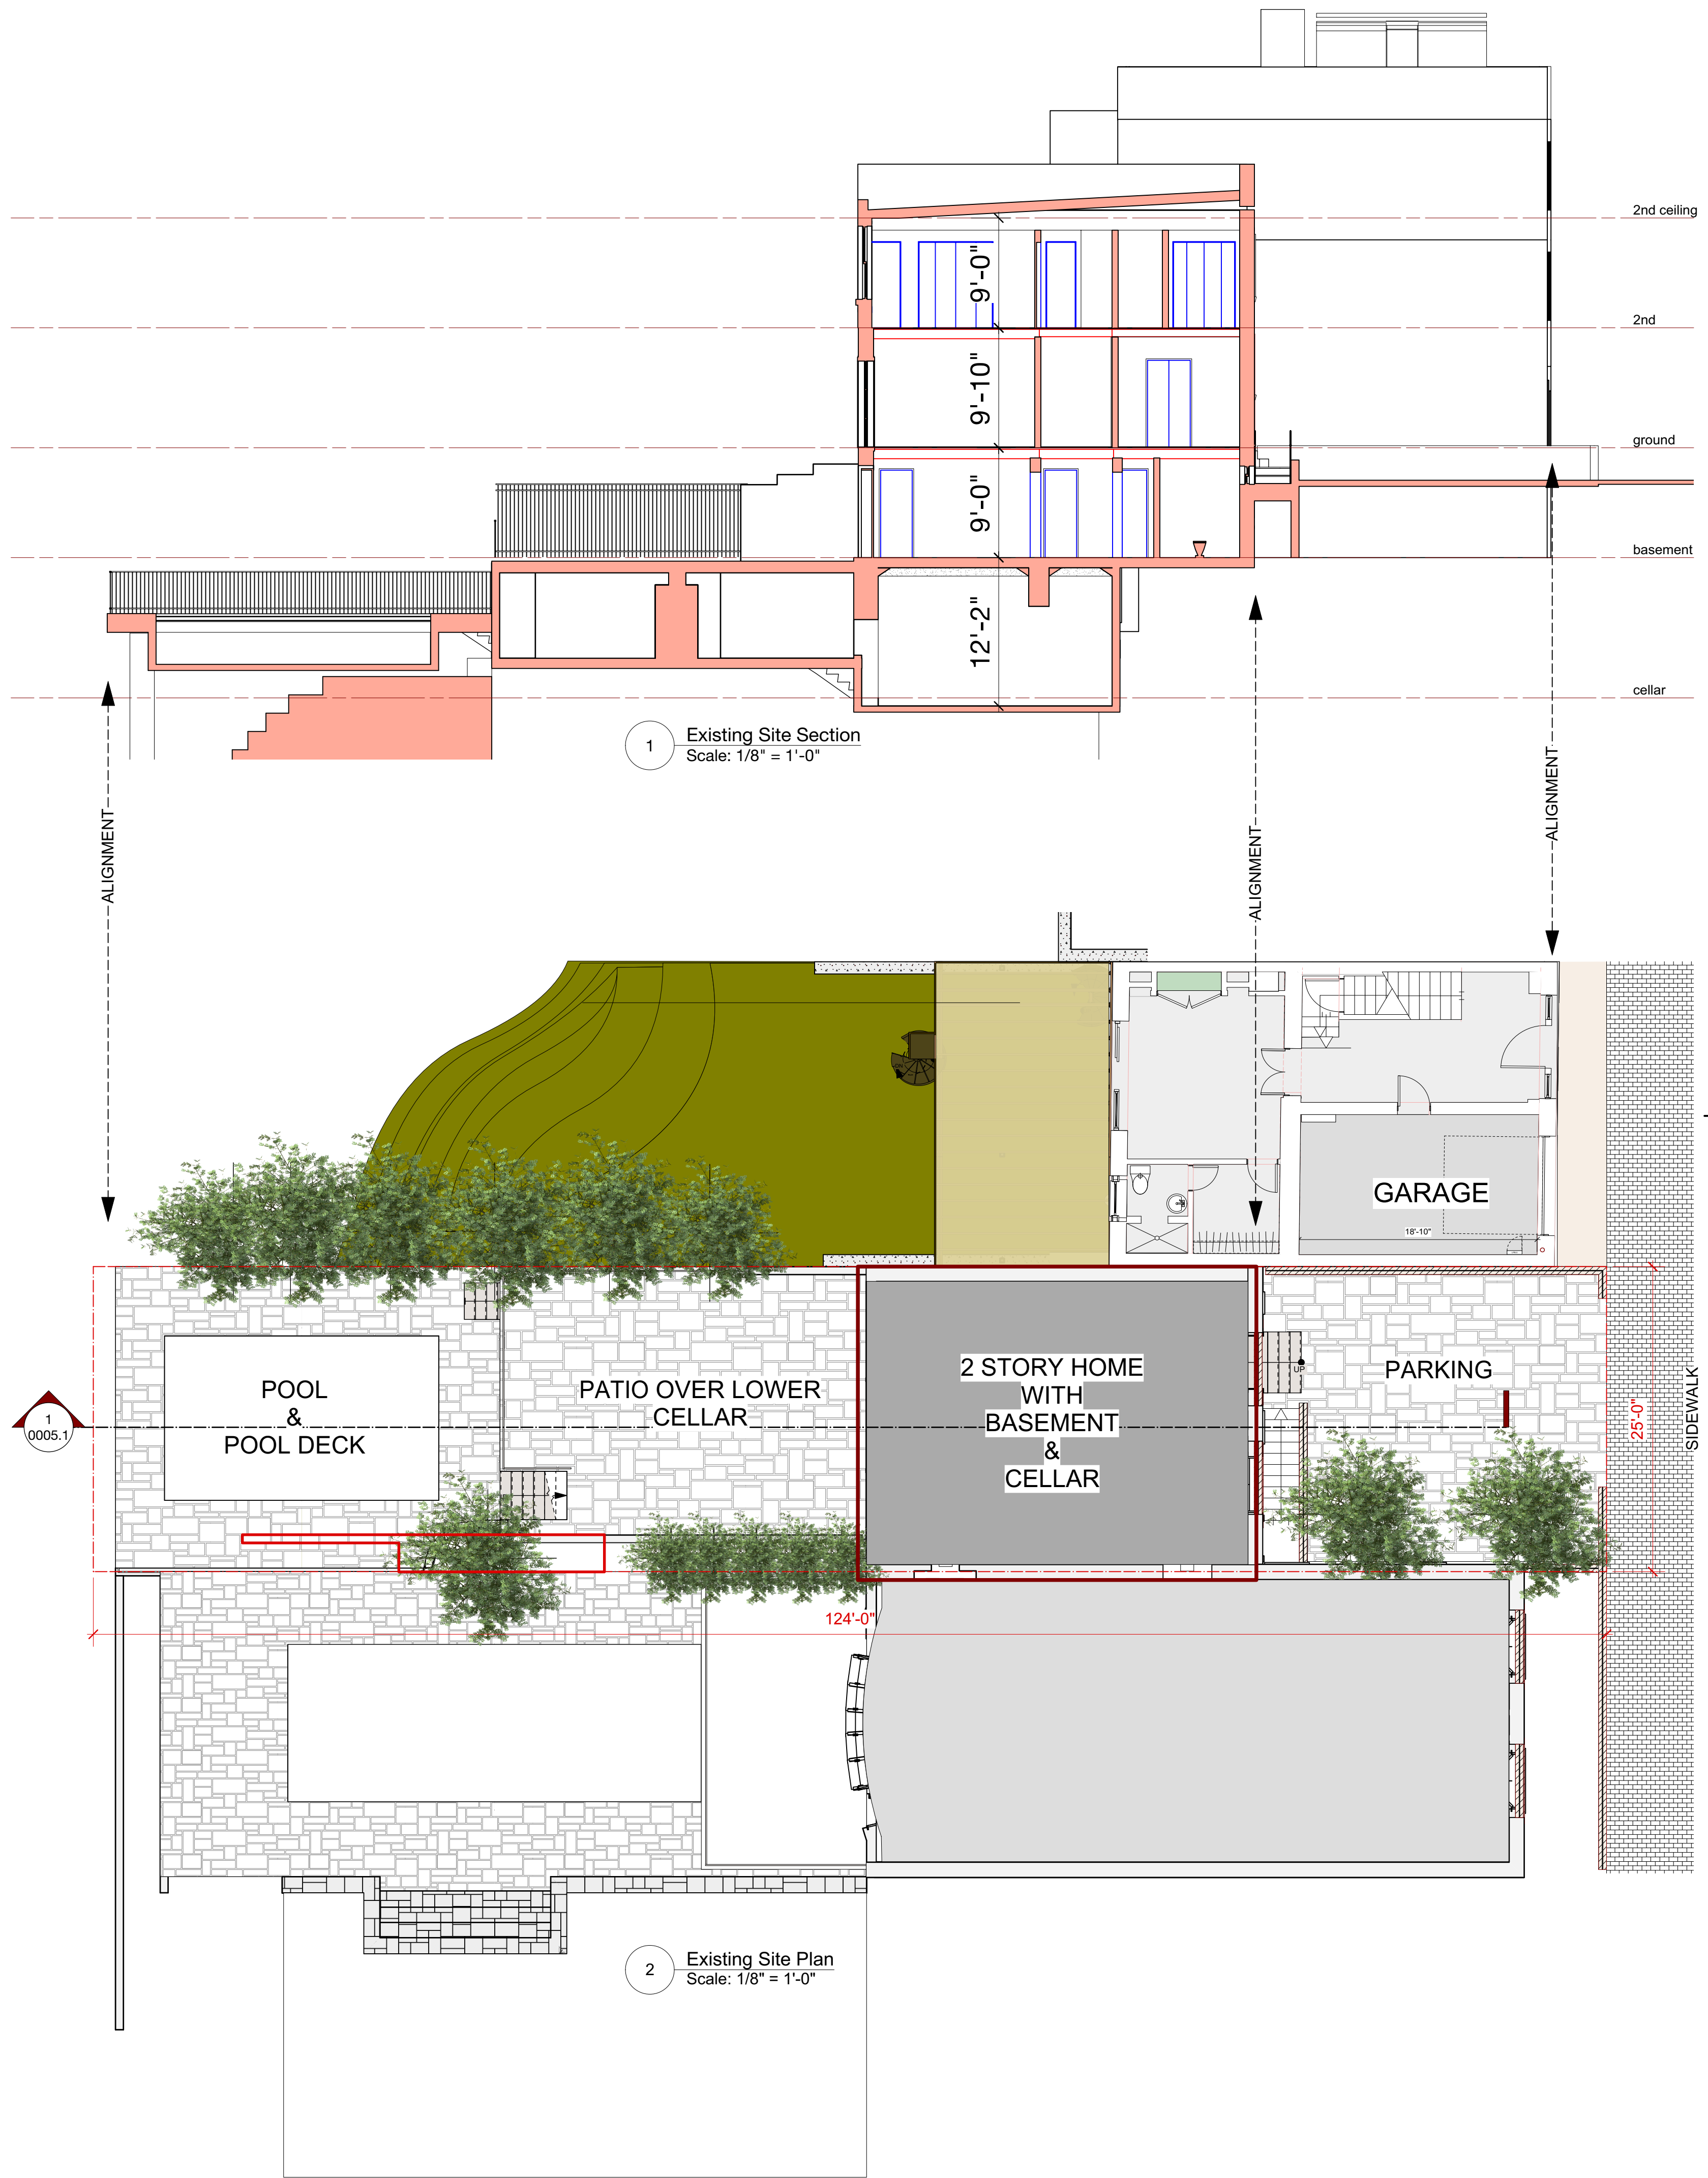 2nd ceiling
9'-0"
2nd
9'-10"
ground
9'-0"
basement
12'-2"
cellar
1
Existing Site Section
Scale: 1/8" = 1'-0"
ALIGNMENT
ALIGNMENT
ALIGNMENT
GARAGE
18'-10"
POOL
&
POOL DECK
PATIO OVER LOWER
CELLAR
2 STORY HOME
WITH
BASEMENT
&
CELLAR
UP
PARKING
25'-0"
SIDEWALK
1
0005.1
124'-0"
2
Existing Site Plan
Scale: 1/8" = 1'-0"